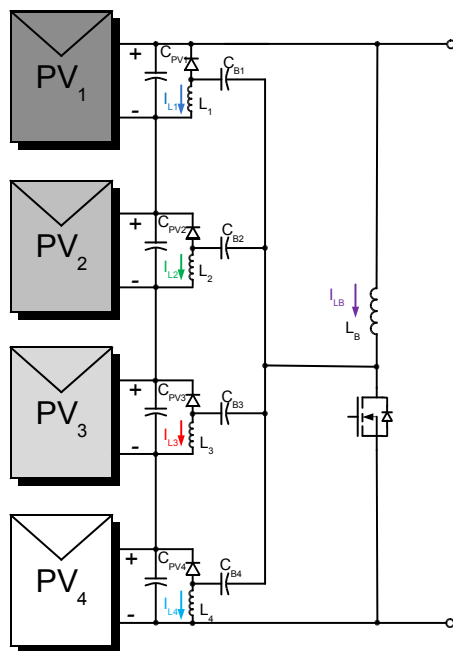 PV1
+
-
CPV1
CB1
IL1
L1
PV2
+
-
CPV2
CB2
IL2
L2
ILB
LB
PV3
+
-
CPV3
CB3
IL3
L3
PV4
+
-
CPV4
CB4
IL4
L4